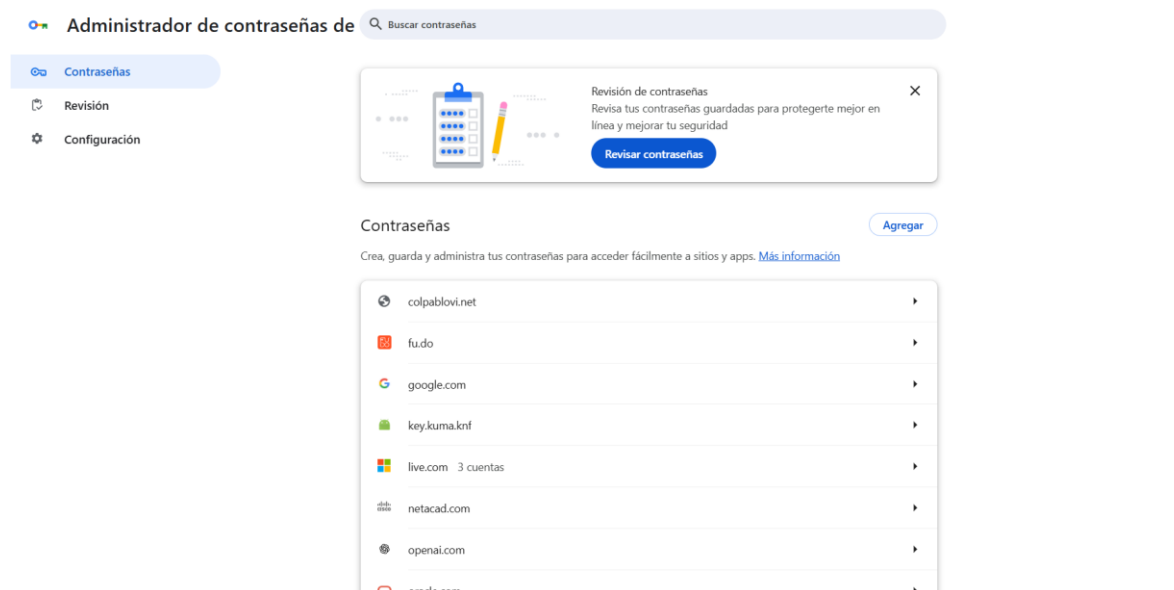 Administrador de contraseñas de
Buscar contraseñas
Contraseñas
Revisión
Configuración
Revisión de contraseñas
Revisa tus contraseñas guardadas para protegerte mejor en
línea y mejorar tu seguridad
Revisar contraseñas
Contraseñas
Agregar
Crea, guarda y administra tus contraseñas para acceder fácilmente a sitios y apps. Más información
colpablovi.net
fu.do
google.com
key.kuma.knf
live.com 3 cuentas
netacad.com
openai.com